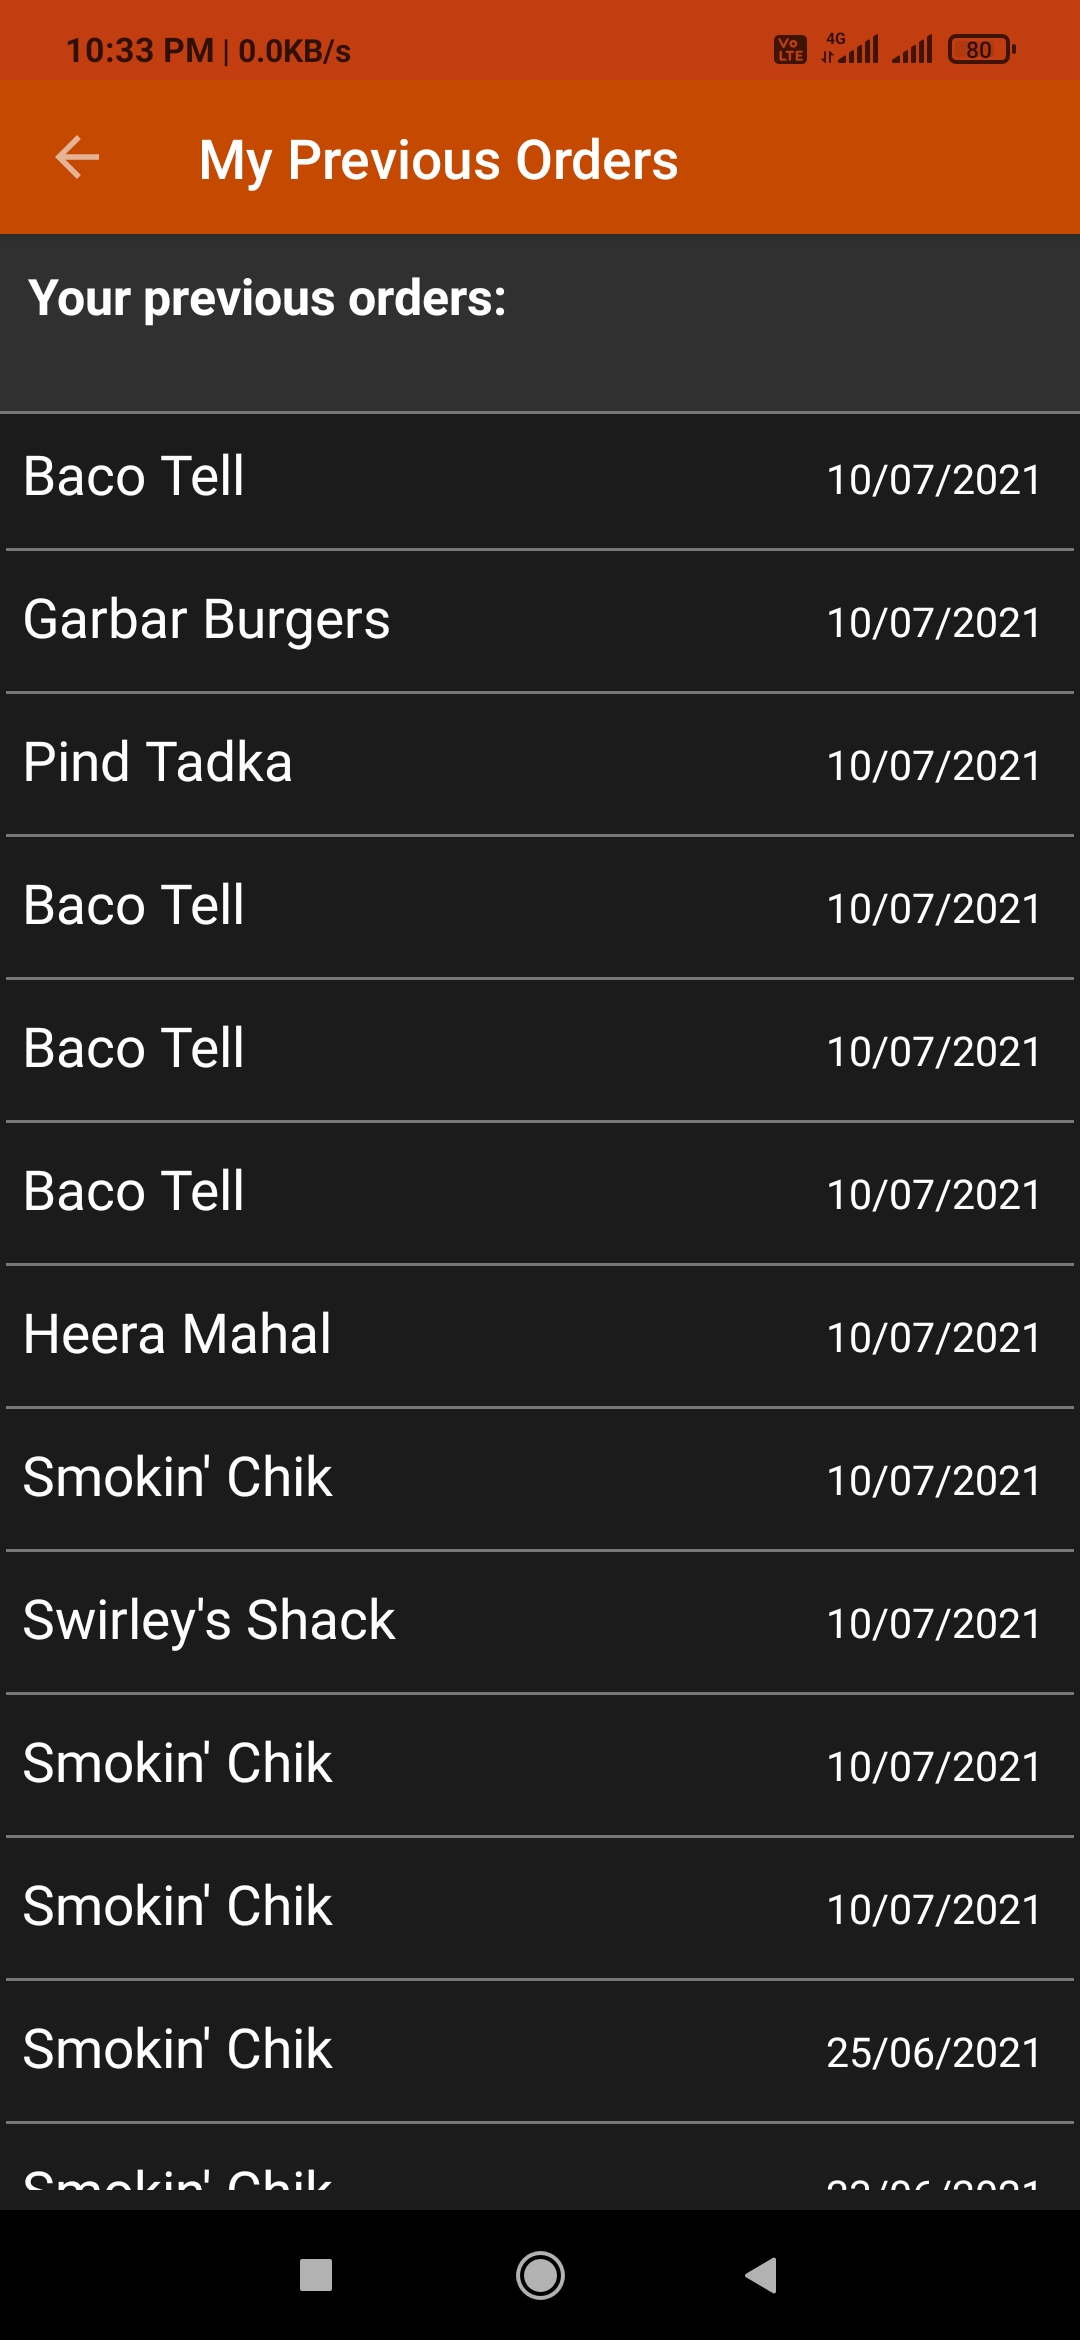 10:33 PM | 0.0KB/s
Vo LTE 4G 80
My Previous Orders
Your previous orders:
Baco Tell 10/07/2021
Garbar Burgers 10/07/2021
Pind Tadka 10/07/2021
Baco Tell 10/07/2021
Baco Tell 10/07/2021
Baco Tell 10/07/2021
Heera Mahal 10/07/2021
Smokin' Chik 10/07/2021
Swirley's Shack 10/07/2021
Smokin' Chik 10/07/2021
Smokin' Chik 10/07/2021
Smokin' Chik 25/06/2021
Smokin' Chik